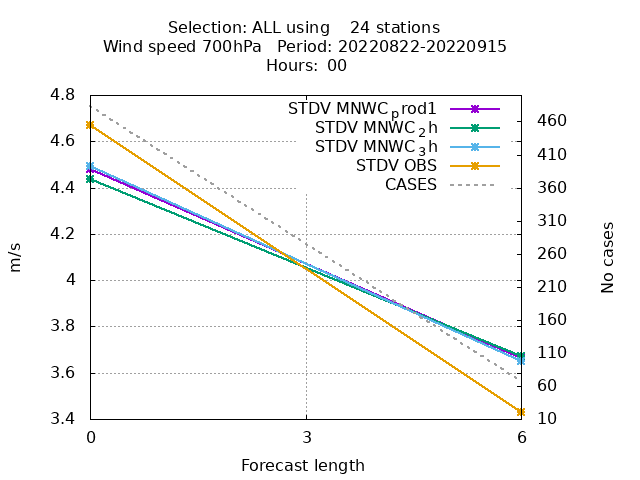 Selection: ALL using    24 stations
Wind speed 700hPa   Period: 20220822-20220915
Hours: 00
STDV MNWC_prod1
STDV MNWC_2h
STDV MNWC_3h
STDV OBS
CASES
4.8
4.6
4.4
4.2
4
3.8
3.6
3.4
m/s
460
410
360
310
260
210
160
110
60
10
No cases
0 3 6
Forecast length